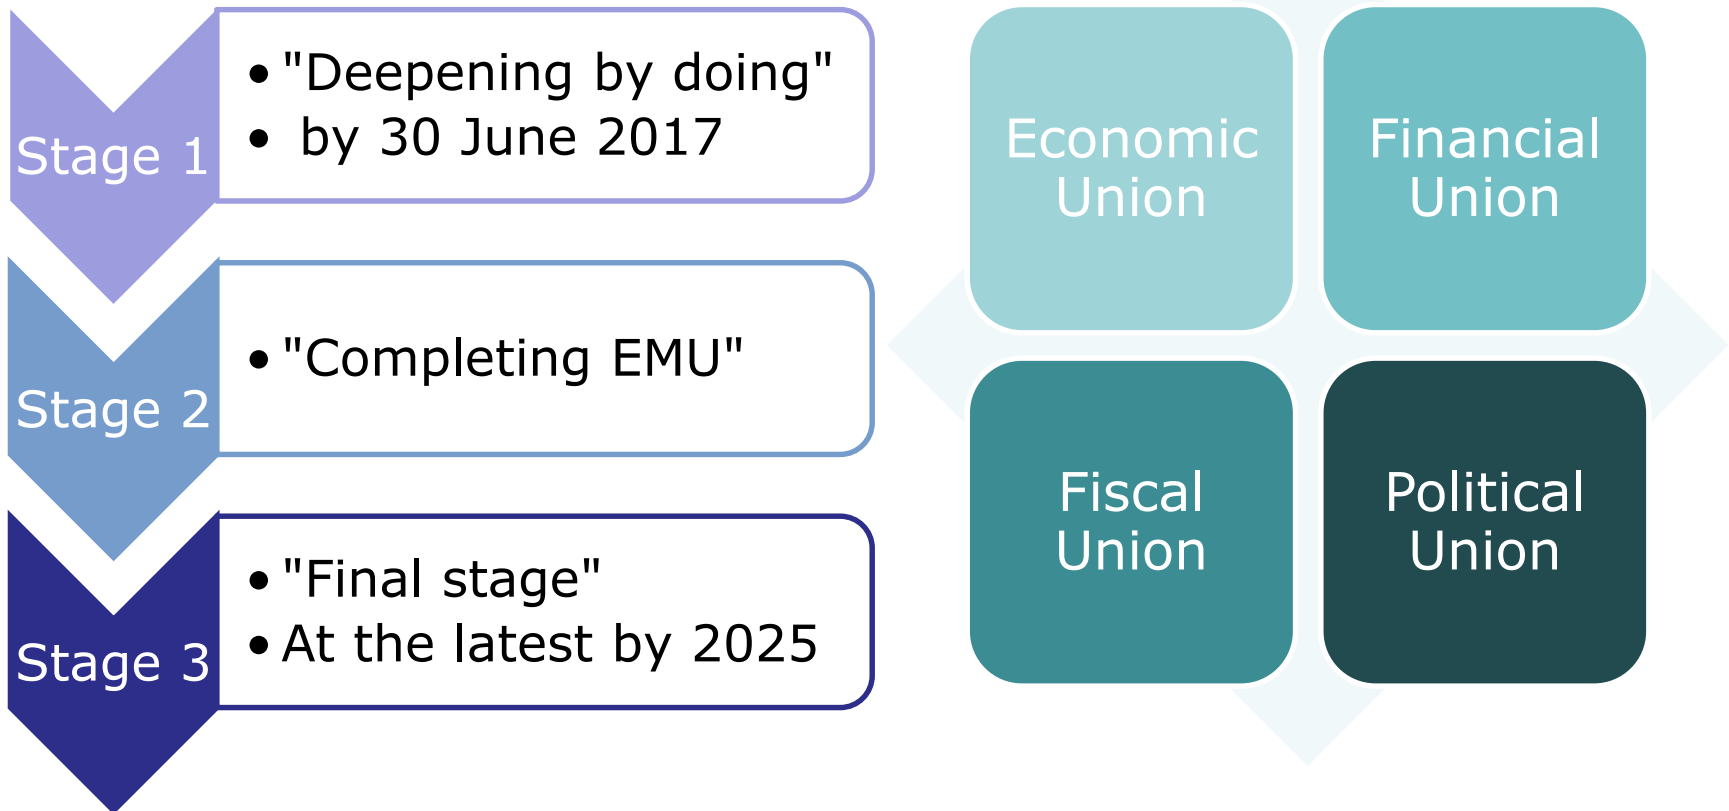 Stage 1
• "Deepening by doing"
• by 30 June 2017
Stage 2
• "Completing EMU"
Stage 3
• "Final stage"
• At the latest by 2025
Economic
Union
Financial
Union
Fiscal
Union
Political
Union